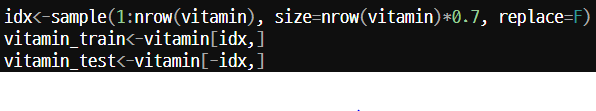 idx<-sample(1:nrow(vitamin), size=nrow(vitamin)*0.7, replace=F)
vitamin_train<-vitamin[idx,]
vitamin_test<-vitamin[-idx,]